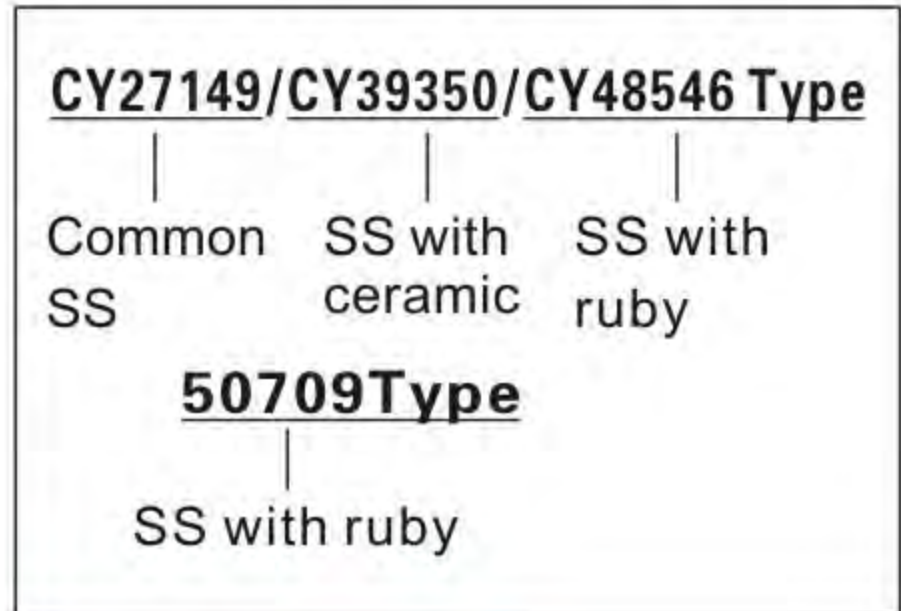 CY27149/CY39350/CY48546 Type
Common SS with SS with
SS ceramic ruby
50709Type
SS with ruby